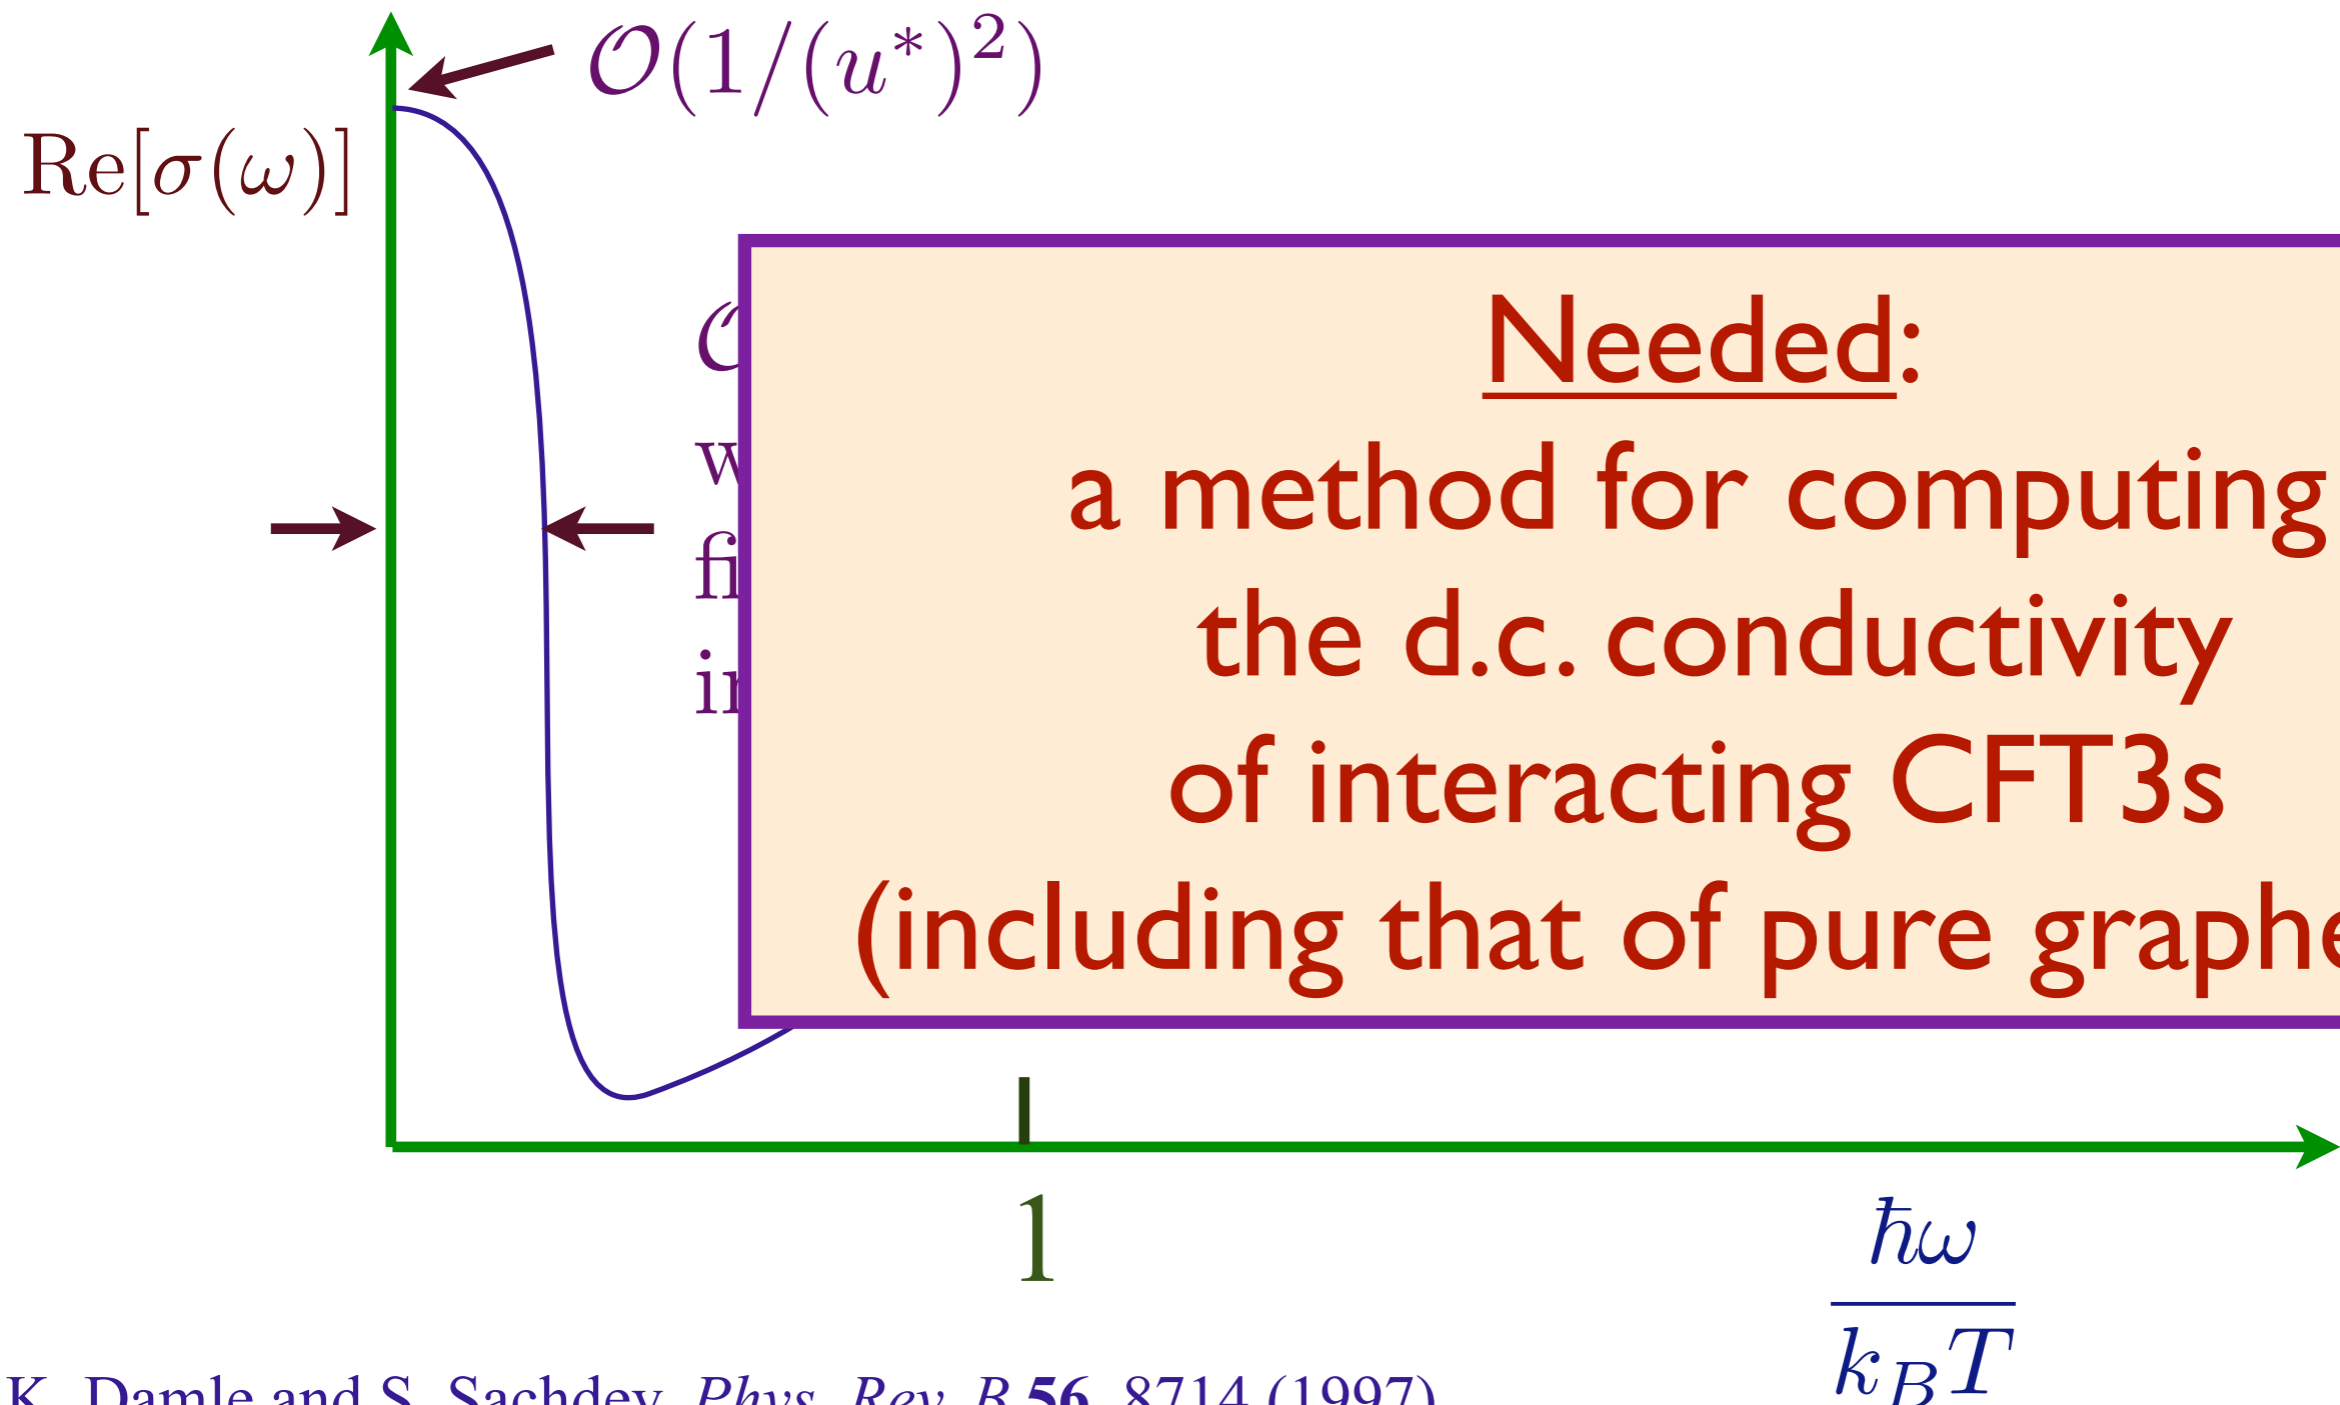 𝒪(1/(u*)²)
Re[σ(ω)]
Needed:
a method for computing
the d.c. conductivity
of interacting CFT3s
(including that of pure
1
ħω
k_B T
K. Damle and S. Sachdev, Phys. Rev. B 56, 8714 (1997)